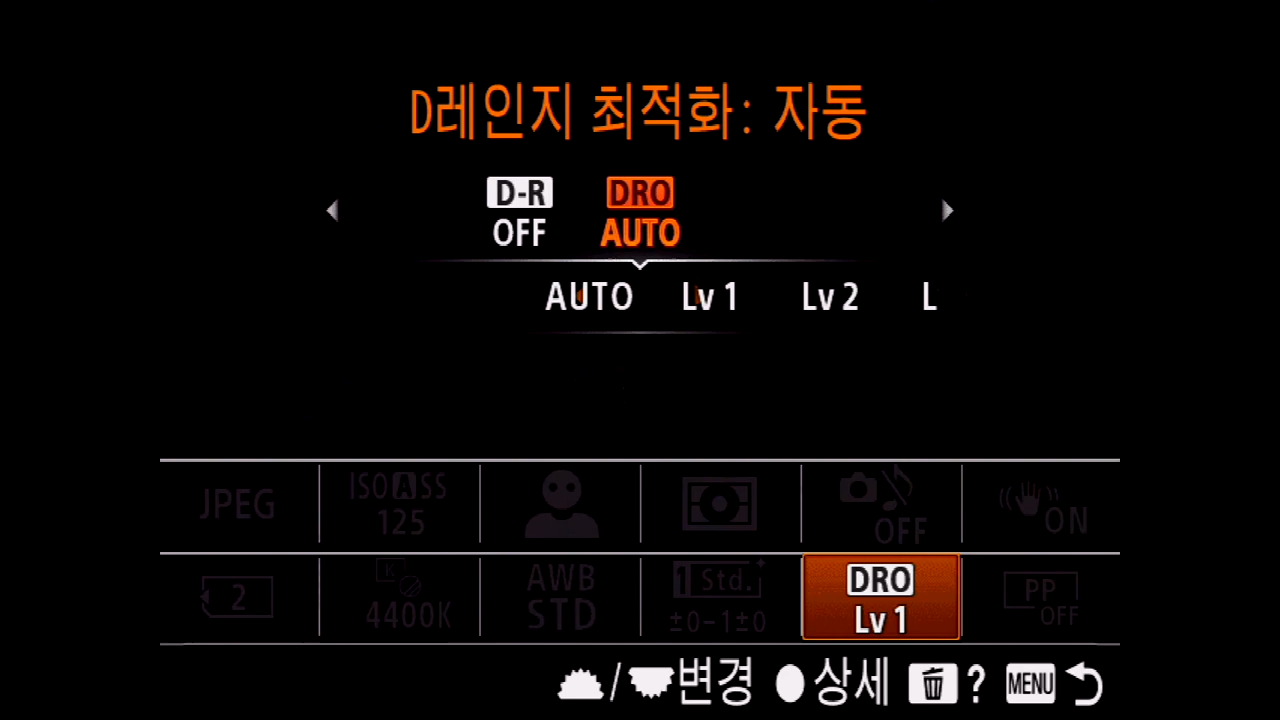 D레인지 최적화: 자동
D-R DRO
OFF AUTO
AUTO Lv 1 Lv 2 L
JPEG ISO A SS 125 OFF ON
2 K 4400K AWB STD 1 Std. ±0-1±0 DRO Lv 1 PP OFF
/ 변경 상세 ? MENU